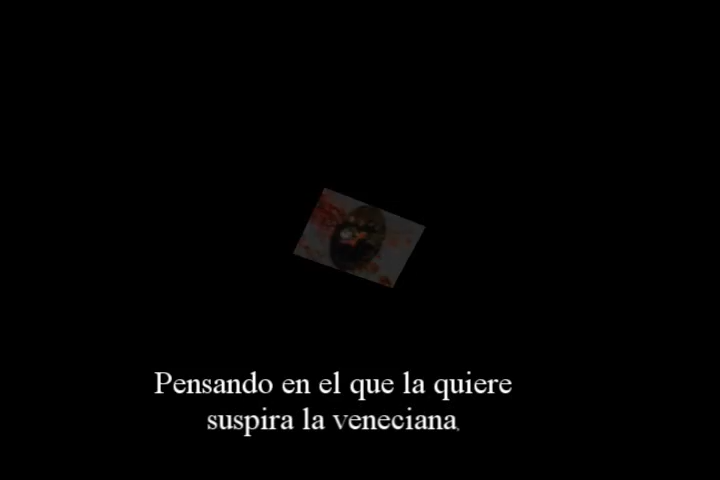 Pensando en el que la quiere
suspira la veneciana,